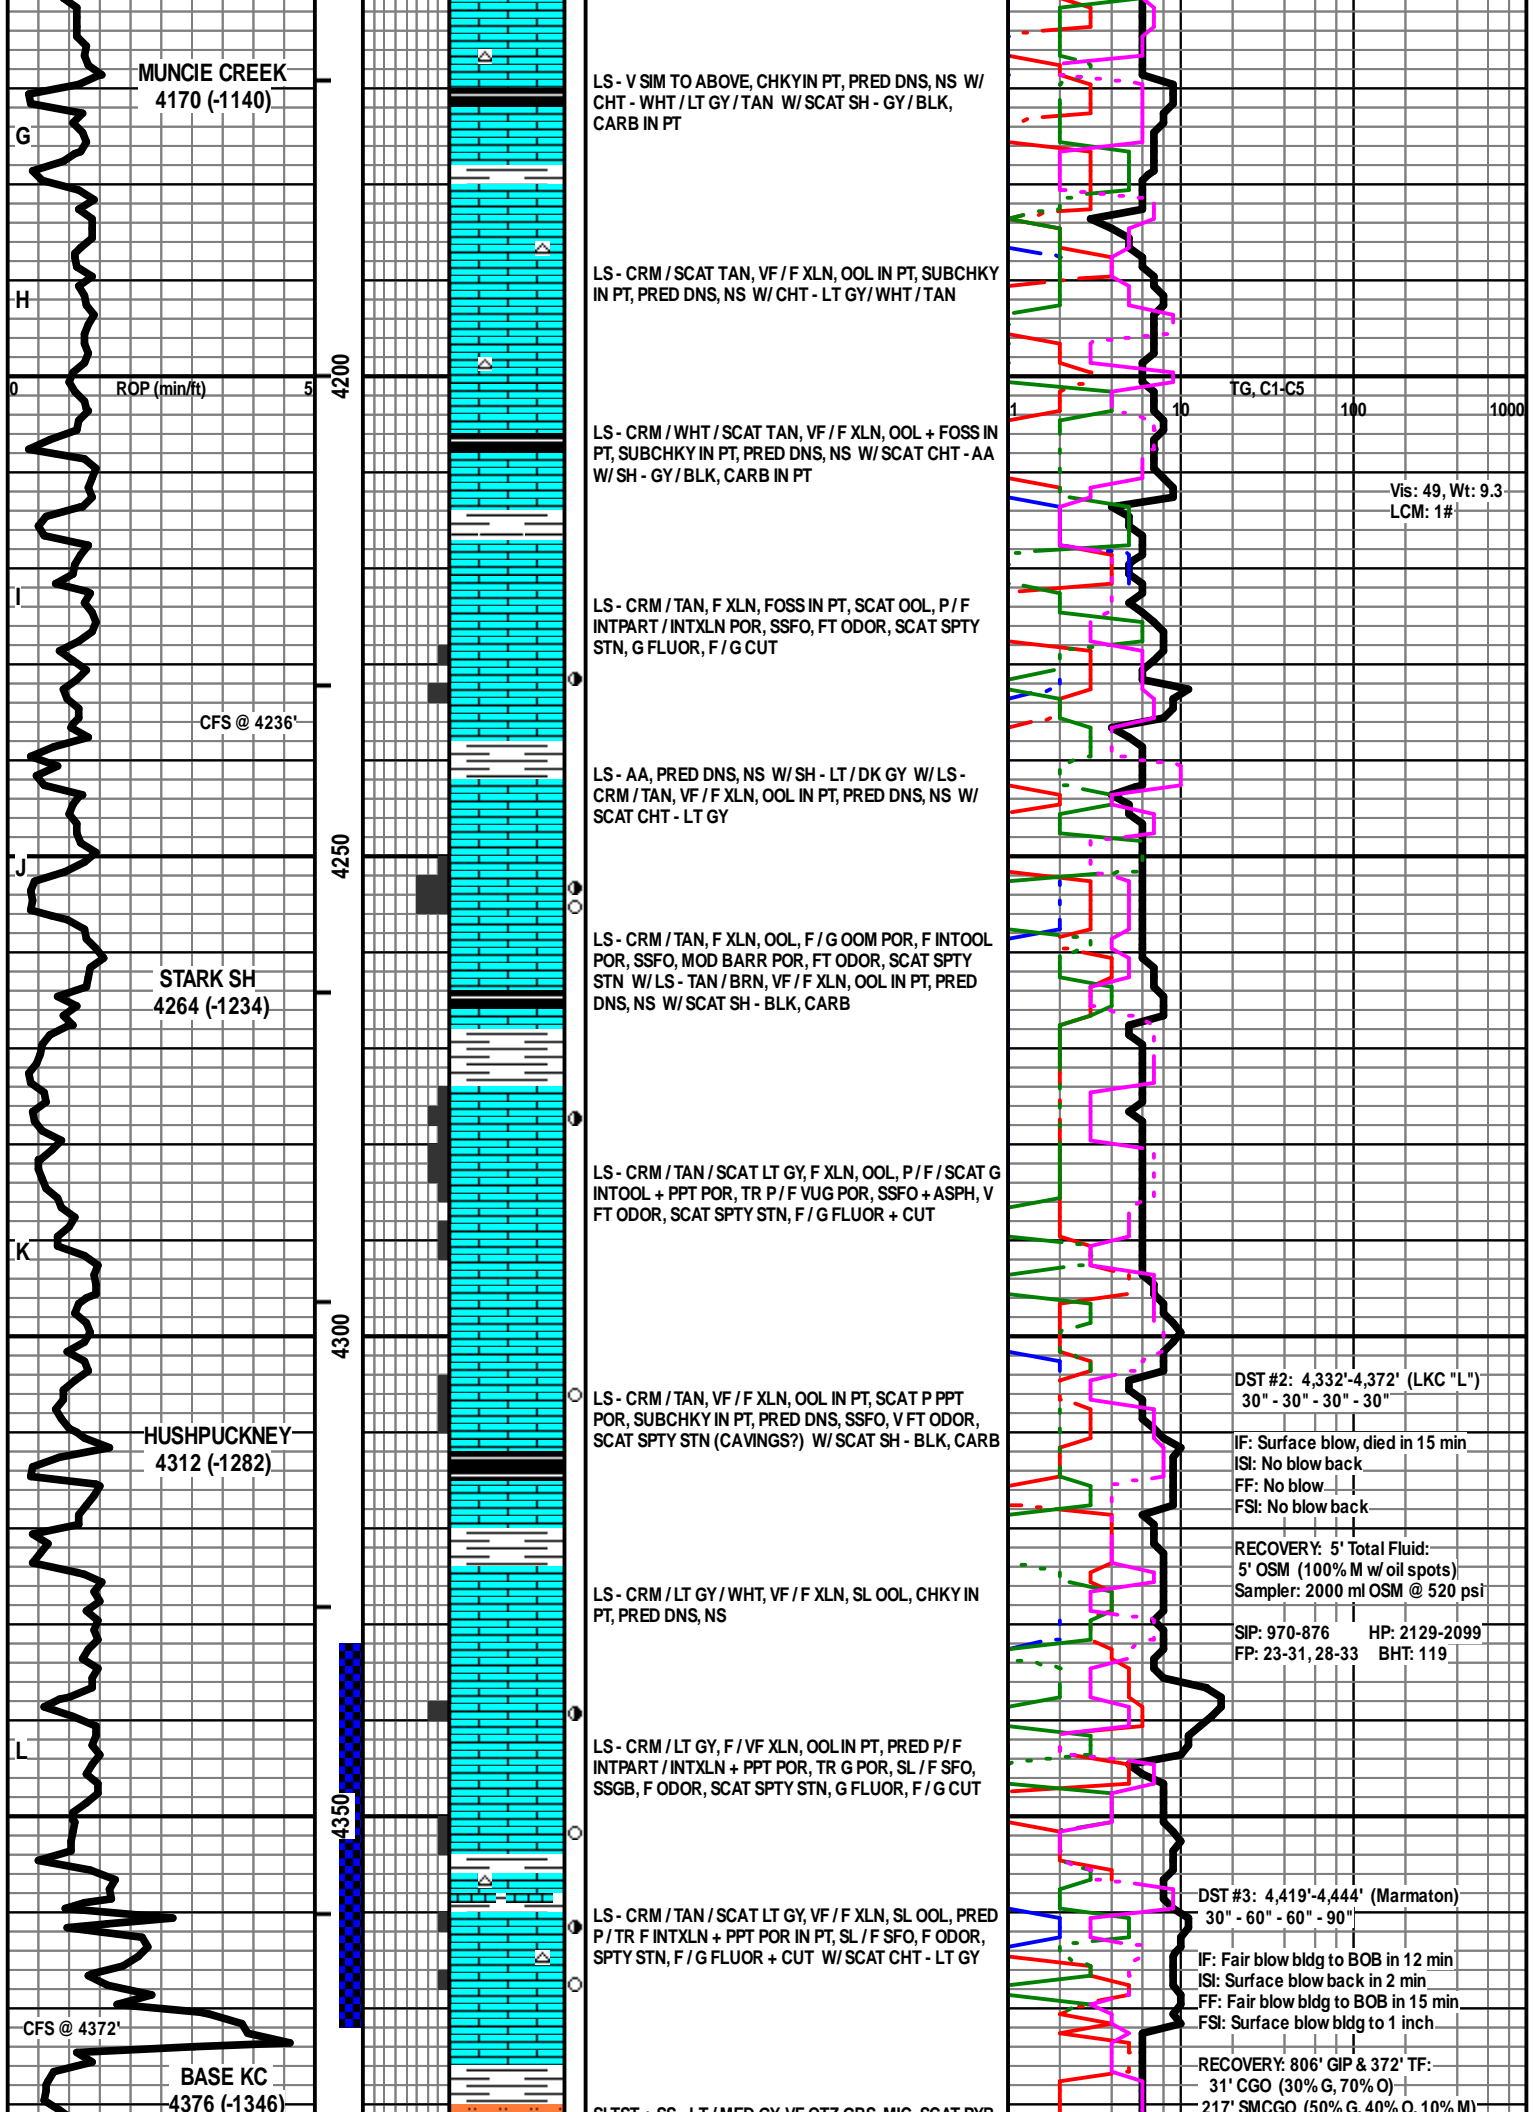 MUNCIE CREEK
4170 (-1140)
G
LS - V SIM TO ABOVE, CHKY IN PT, PRED DNS, NS W/
CHT - WHT / LT GY / TAN W/ SCAT SH - GY / BLK,
CARB IN PT
H
LS - CRM / SCAT TAN, VF / F XLN, OOL IN PT, SUBCHKY
IN PT, PRED DNS, NS W/ CHT - LT GY / WHT / TAN
4200
0 ROP (min/ft) 5
TG, C1-C5
1 10 100 1000
LS - CRM / WHT / SCAT TAN, VF / F XLN, OOL + FOSS IN
PT, SUBCHKY IN PT, PRED DNS, NS W/ SCAT CHT - AA
W/ SH - GY / BLK, CARB IN PT
Vis: 49, Wt: 9.3
LCM: 1#
I
LS - CRM / TAN, F XLN, FOSS IN PT, SCAT OOL, P / F
INTPART / INTXLN POR, SSFO, FT ODOR, SCAT SPTY
STN, G FLUOR, F / G CUT
CFS @ 4236'
LS - AA, PRED DNS, NS W/ SH - LT / DK GY W/ LS -
CRM / TAN, VF / F XLN, OOL IN PT, PRED DNS, NS W/
SCAT CHT - LT GY
4250
J
LS - CRM / TAN, F XLN, OOL, F / G OOM POR, F INTOOL
POR, SSFO, MOD BARR POR, FT ODOR, SCAT SPTY
STN W/ LS - TAN / BRN, VF / F XLN, OOL IN PT, PRED
DNS, NS W/ SCAT SH - BLK, CARB
STARK SH
4264 (-1234)
LS - CRM / TAN / SCAT LT GY, F XLN, OOL, P / F / SCAT G
INTOOL + PPT POR, TR P / F VUG POR, SSFO + ASPH, V
FT ODOR, SCAT SPTY STN, F / G FLUOR + CUT
K
4300
LS - CRM / TAN, VF / F XLN, OOL IN PT, SCAT P PPT
POR, SUBCHKY IN PT, PRED DNS, SSFO, V FT ODOR,
SCAT SPTY STN (CAVINGS?) W/ SCAT SH - BLK, CARB
HUSHPUCKNEY
4312 (-1282)
DST #2: 4,332'-4,372' (LKC "L")
30" - 30" - 30" - 30"
IF: Surface blow, died in 15 min
ISI: No blow back
FF: No blow
FSI: No blow back
RECOVERY: 5' Total Fluid:
5' OSM (100% M w/ oil spots)
Sampler: 2000 ml OSM @ 520 psi
SIP: 970-876 HP: 2129-2099
FP: 23-31, 28-33 BHT: 119
LS - CRM / LT GY / WHT, VF / F XLN, SL OOL, CHKY IN
PT, PRED DNS, NS
L
LS - CRM / LT GY, F / VF XLN, OOL IN PT, PRED P / F
INTPART / INTXLN + PPT POR, TR G POR, SL / F SFO,
SSGB, F ODOR, SCAT SPTY STN, G FLUOR, F / G CUT
4350
LS - CRM / TAN / SCAT LT GY, VF / F XLN, SL OOL, PRED
P / TR F INTXLN + PPT POR IN PT, SL / F SFO, F ODOR,
SPTY STN, F / G FLUOR + CUT W/ SCAT CHT - LT GY
DST #3: 4,419'-4,444' (Marmaton)
30" - 60" - 60" - 90"
IF: Fair blow bldg to BOB in 12 min
ISI: Surface blow back in 2 min
FF: Fair blow bldg to BOB in 15 min
FSI: Surface blow bldg to 1 inch
CFS @ 4372'
BASE KC
4376 (-1346)
RECOVERY: 806' GIP & 372' TF:
31' CGO (30% G, 70% O)
217' SMCGO (50% G, 40% O, 10% M)
SLTST + SS - LT / MED GY, VF QTZ GRS, MIC, SCAT PYR